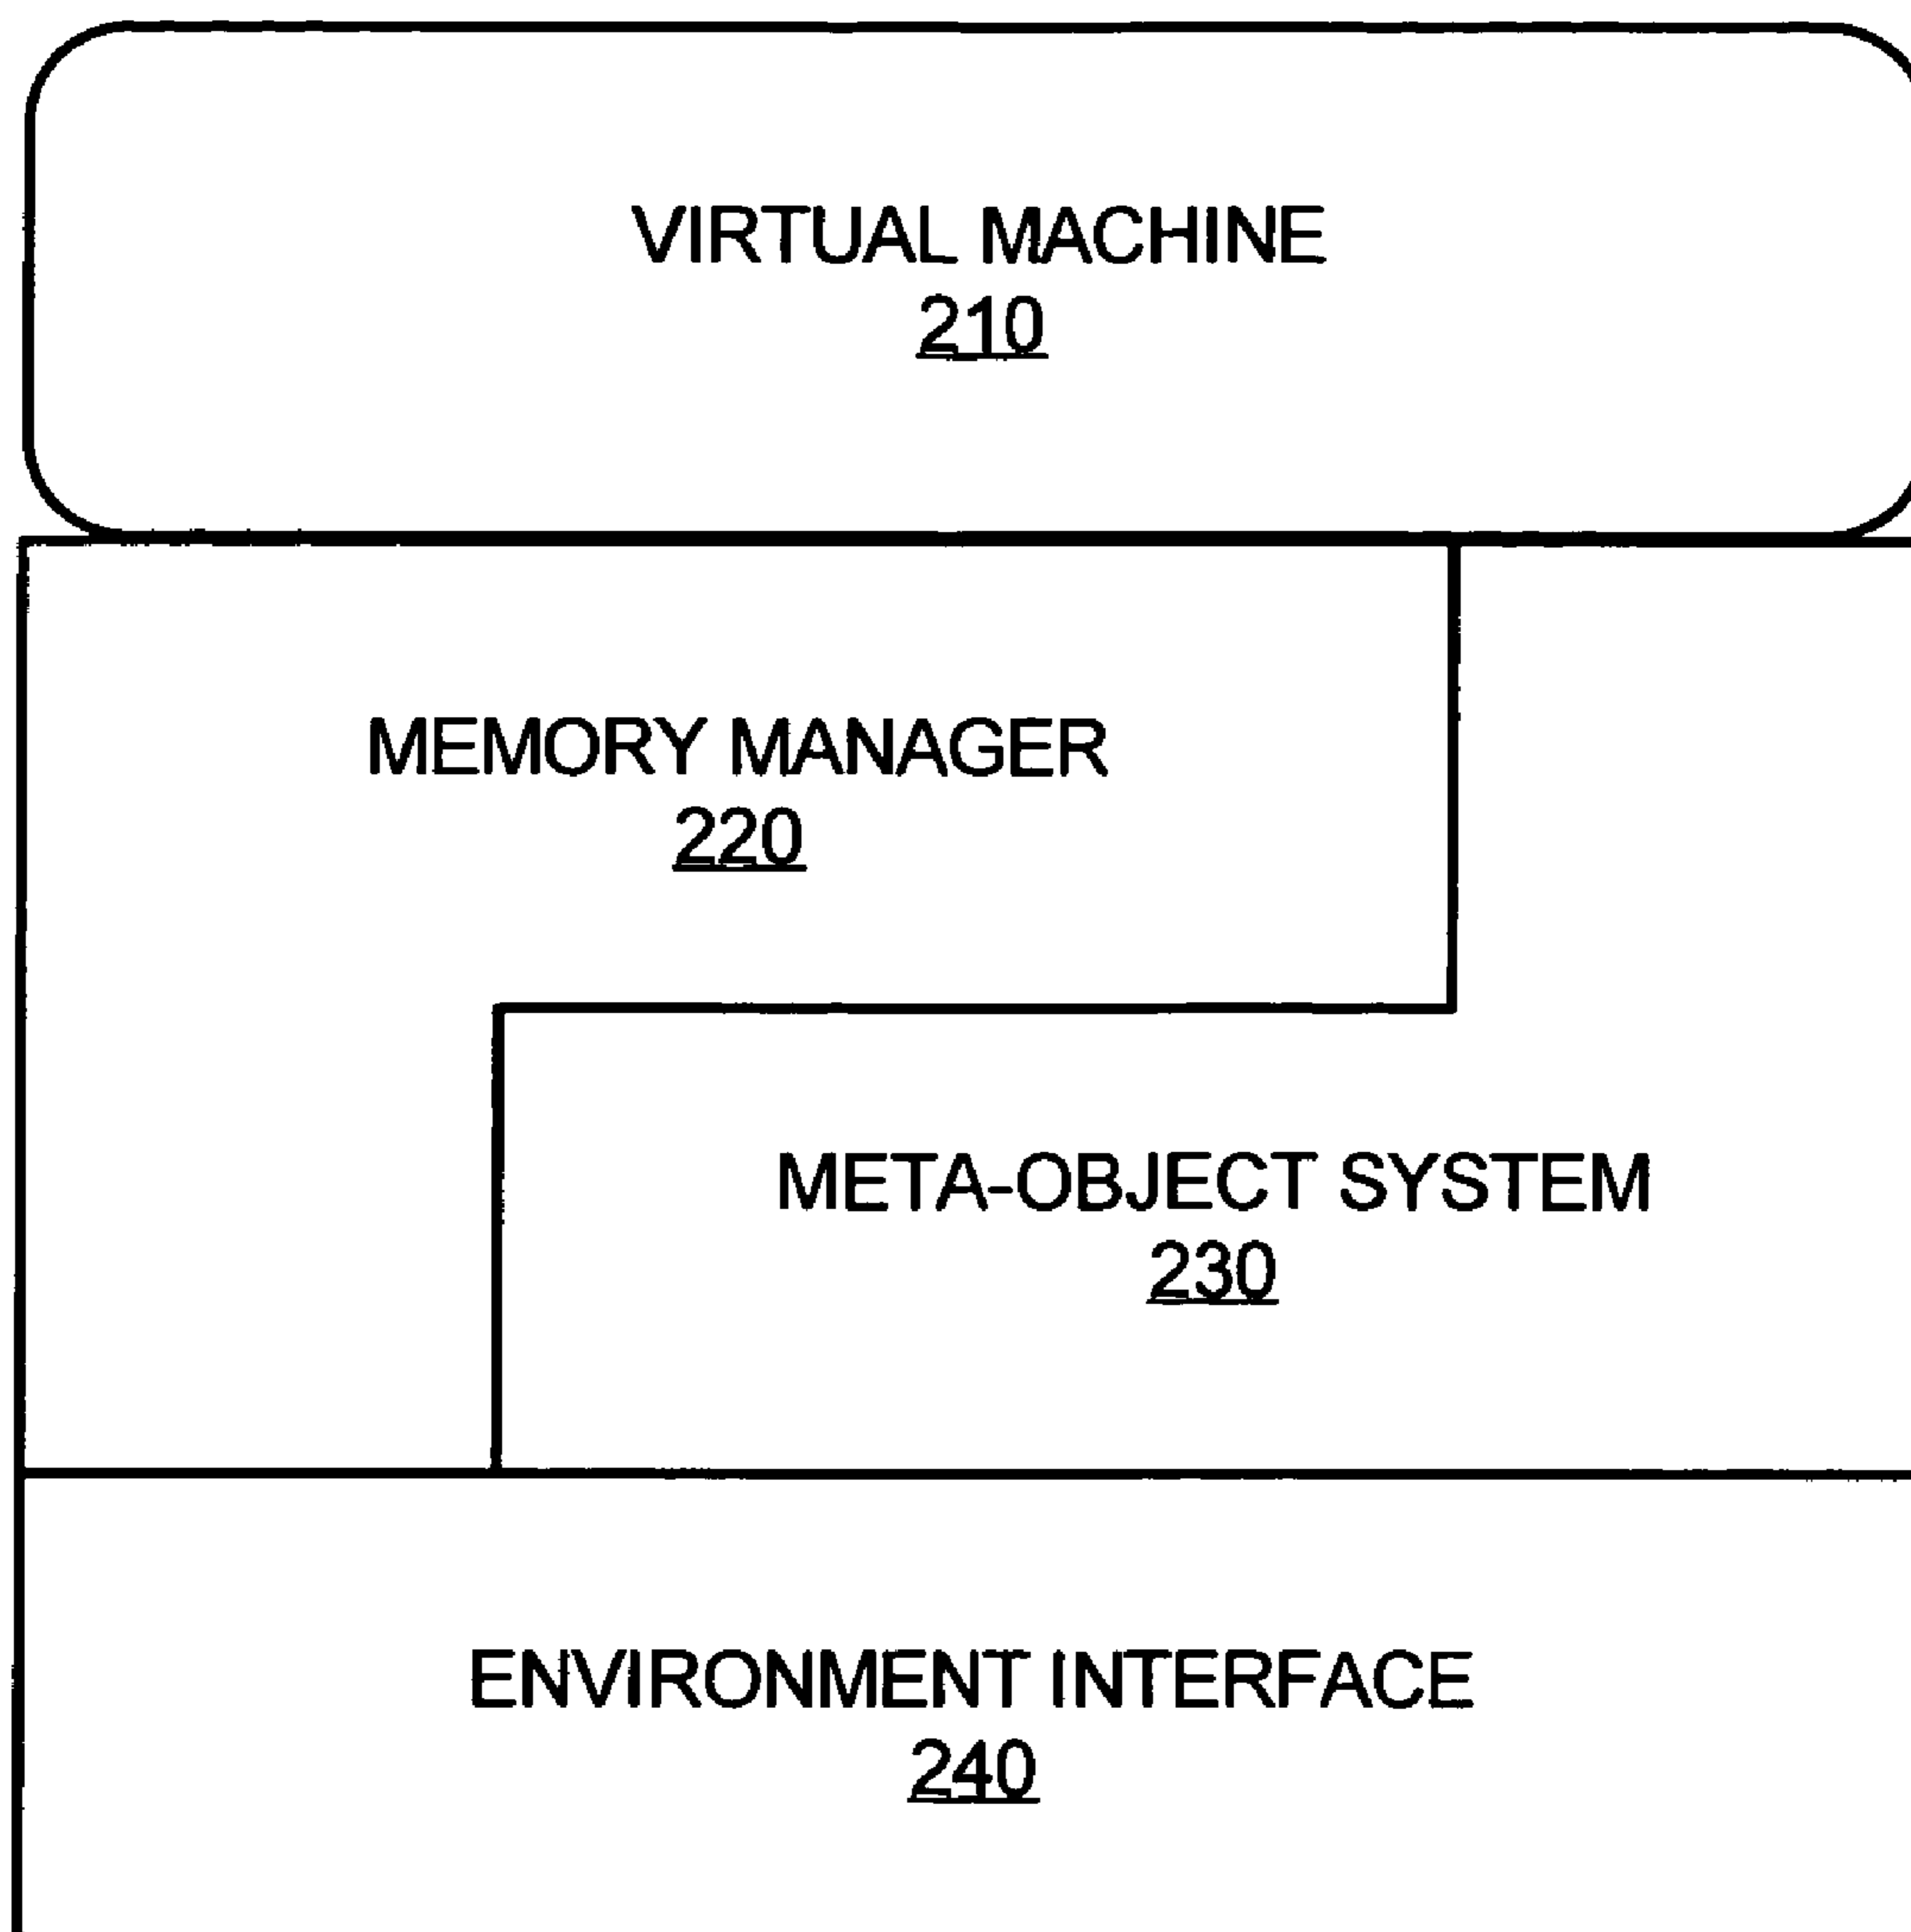 VIRTUAL MACHINE
210
MEMORY MANAGER
220
META-OBJECT SYSTEM
230
ENVIRONMENT INTERFACE
240